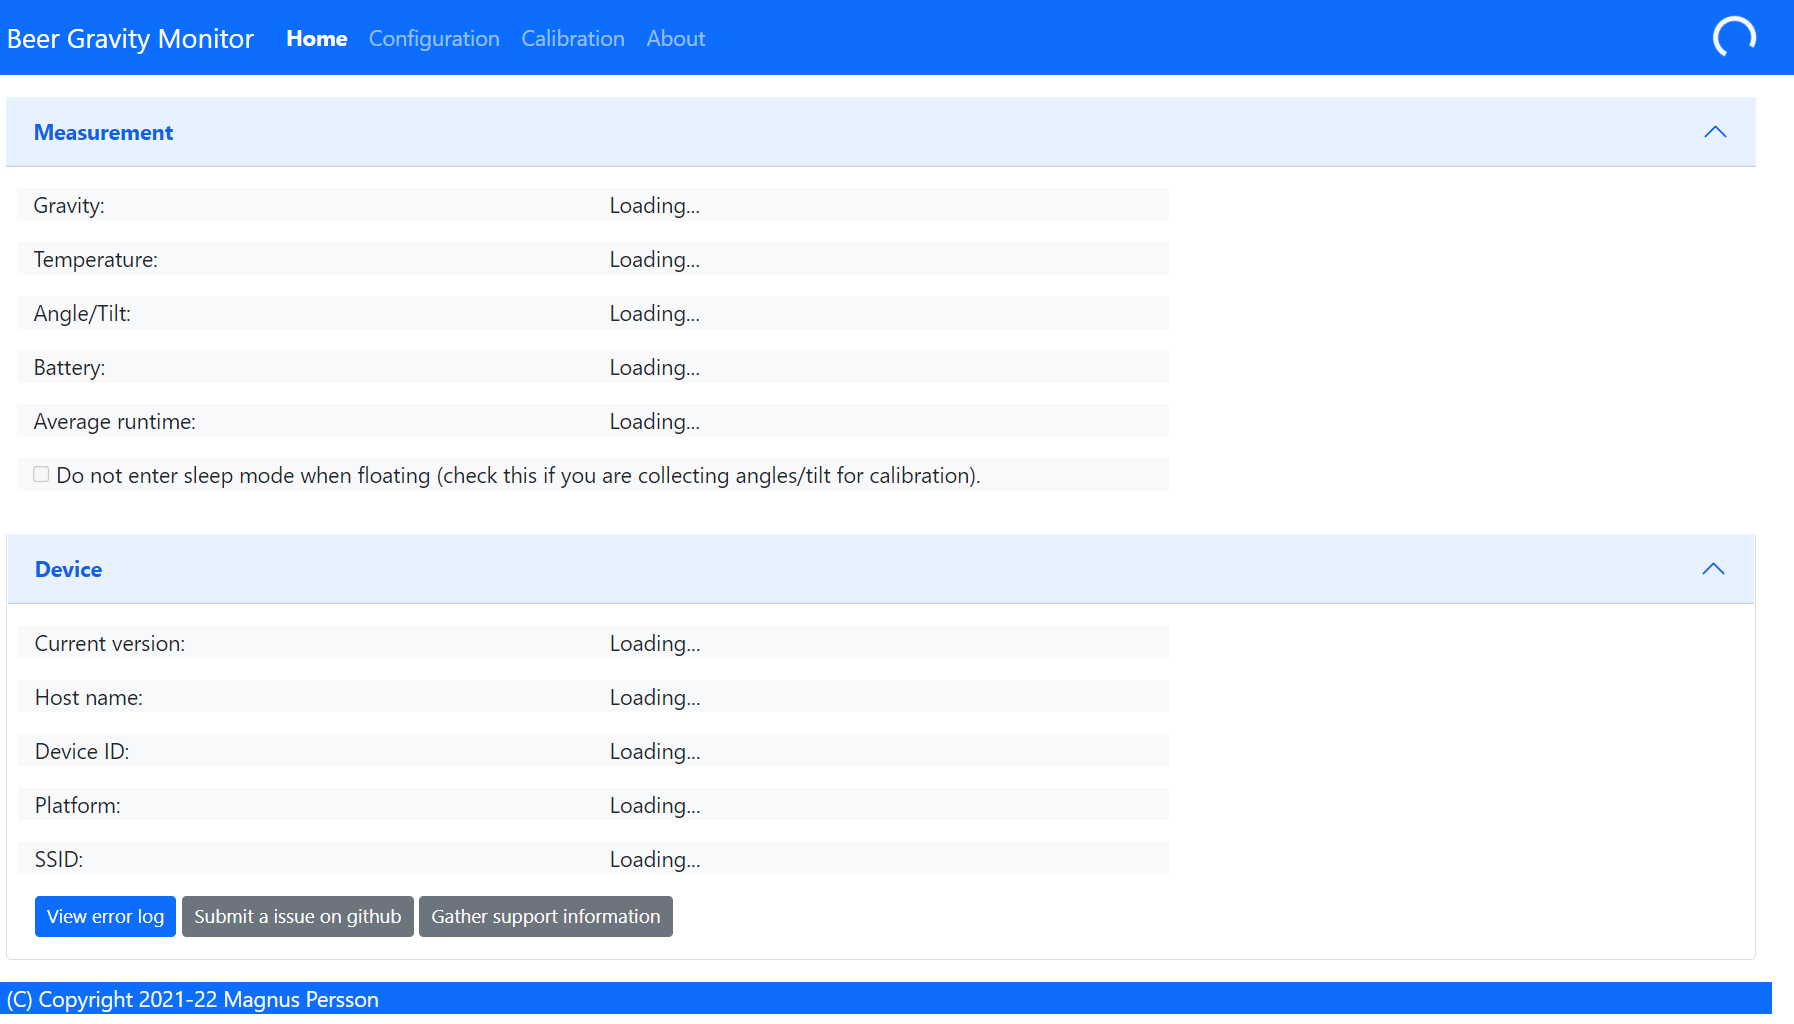 Beer Gravity Monitor Home Configuration Calibration About
Measurement
Gravity: Loading...
Temperature: Loading...
Angle/Tilt: Loading...
Battery: Loading...
Average runtime: Loading...
Do not enter sleep mode when floating (check this if you are collecting angles/tilt for calibration).
Device
Current version: Loading...
Host name: Loading...
Device ID: Loading...
Platform: Loading...
SSID: Loading...
View error log Submit a issue on github Gather support information
(C) Copyright 2021-22 Magnus Persson